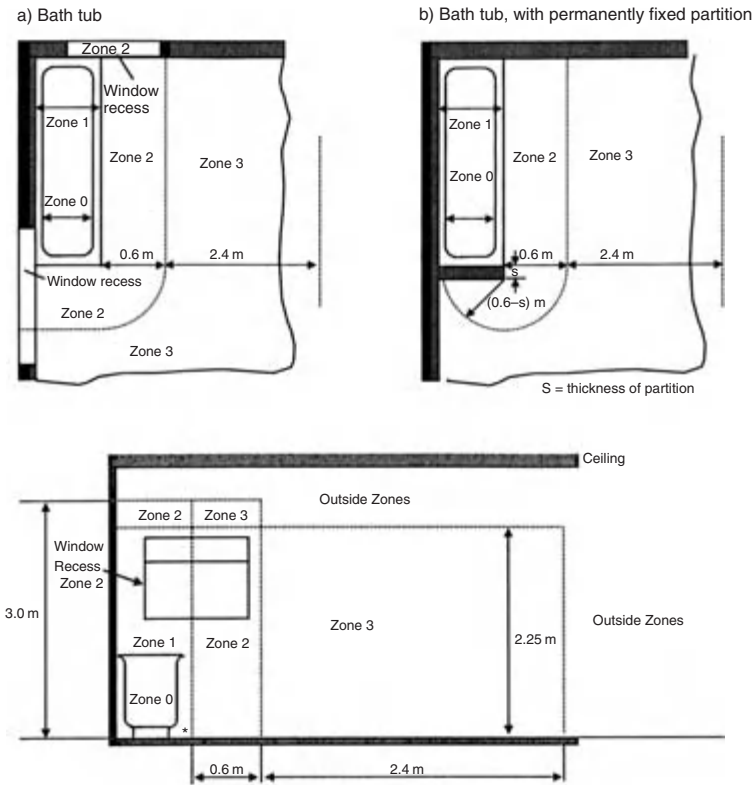 a) Bath tub
Zone 2
Window
recess
Zone 1
Zone 2
Zone 3
Zone 0
0.6 m
2.4 m
Window recess
Zone 2
Zone 3
b) Bath tub, with permanently fixed partition
Zone 1
Zone 2
Zone 3
Zone 0
0.6 m
2.4 m
s
(0.6–s) m
S = thickness of partition
Ceiling
Outside Zones
Zone 2
Zone 3
Window
Recess
Zone 2
3.0 m
Zone 1
Zone 2
Zone 3
2.25 m
Outside Zones
Zone 0
*
0.6 m
2.4 m